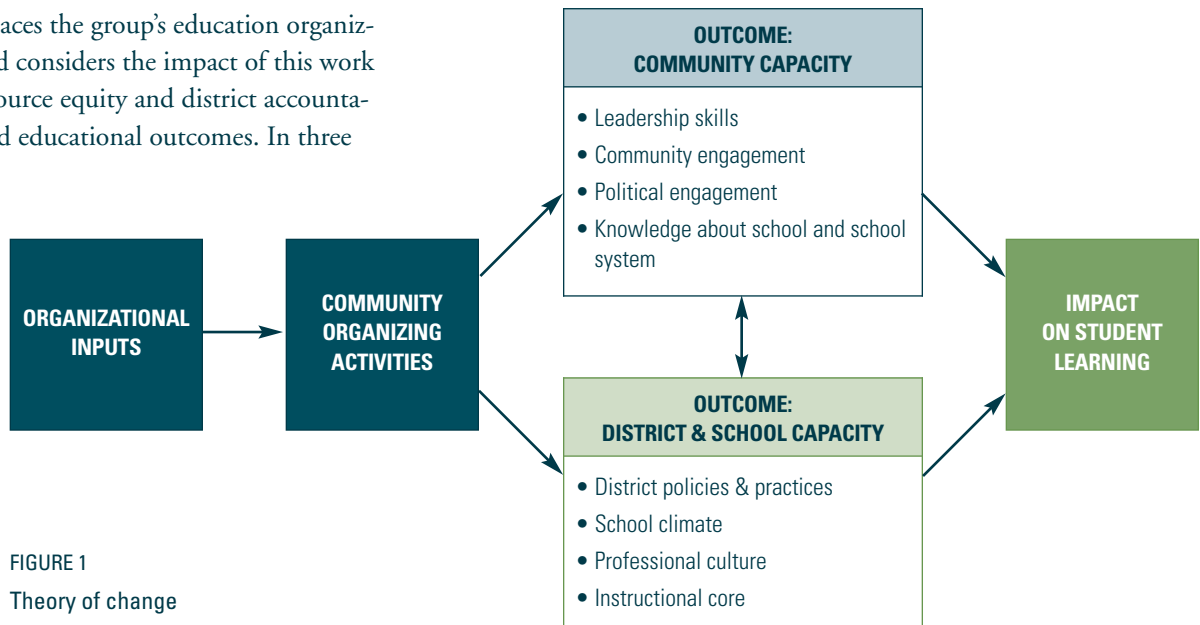 aces the group's education organiz-
d considers the impact of this work
ource equity and district accounta-
d educational outcomes. In three
ORGANIZATIONAL
INPUTS
COMMUNITY
ORGANIZING
ACTIVITIES
OUTCOME:
COMMUNITY CAPACITY
• Leadership skills
• Community engagement
• Political engagement
• Knowledge about school and school
system
OUTCOME:
DISTRICT & SCHOOL CAPACITY
• District policies & practices
• School climate
• Professional culture
• Instructional core
IMPACT
ON STUDENT
LEARNING
FIGURE 1
Theory of change